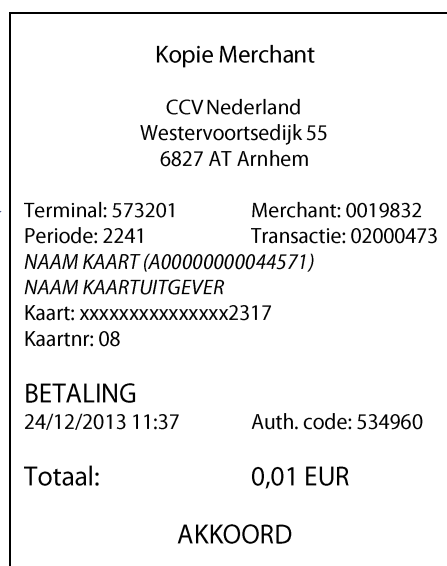 Kopie Merchant
CCV Nederland
Westervoortsedijk 55
6827 AT Arnhem
Terminal: 573201 Merchant: 0019832
Periode: 2241 Transactie: 02000473
NAAM KAART (A00000000044571)
NAAM KAARTUITGEVER
Kaart: xxxxxxxxxxxxxxx2317
Kaartnr: 08
BETALING
24/12/2013 11:37 Auth. code: 534960
Totaal: 0,01 EUR
AKKOORD